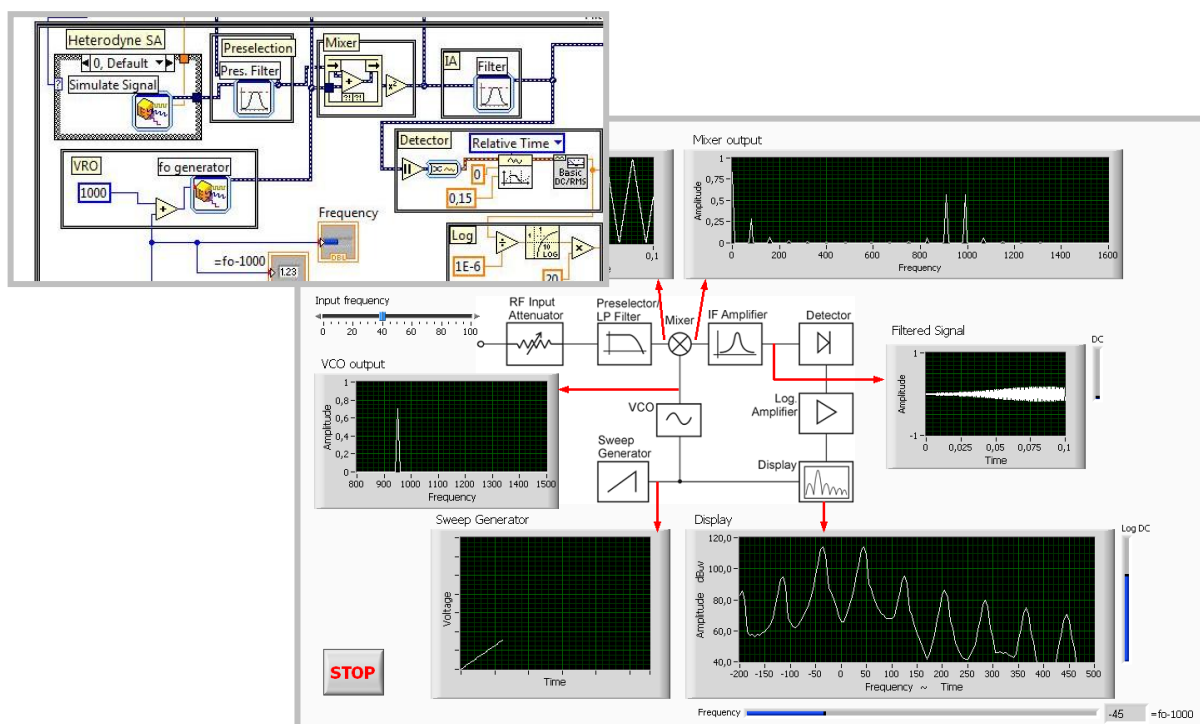 Heterodyne SA
0, Default
Simulate Signal
Preselection
Pres. Filter
Mixer
?!
?!
x²
IA
Filter
Detector
Relative Time
0
0,15
Basic
DC/RMS
VRO
fo generator
1000
+
Frequency
DBL
=fo-1000
1.23
Log
÷
1E-6
LOG
×
20
0,1
Mixer output
Amplitude
1
0,75
0,5
0,25
0
0 200 400 600 800 1000 1200 1400 1600
Frequency
Input frequency
0 20 40 60 80 100
RF Input
Attenuator
Preselector/
LP Filter
Mixer
IF Amplifier
Detector
Filtered Signal
DC
Amplitude
1
-1
0 0,025 0,05 0,075 0,1
Time
VCO output
Amplitude
1
0,8
0,6
0,4
0,2
0
800 900 1000 1100 1200 1300 1400 1500
Frequency
VCO
Log.
Amplifier
Sweep
Generator
Display
Sweep Generator
Voltage
Time
Display
Log DC
Amplitude dBuv
120,0
100,0
80,0
60,0
40,0
-200 -150 -100 -50 0 50 100 150 200 250 300 350 400 450 500
Frequency ~ Time
STOP
Frequency
-45
=fo-1000